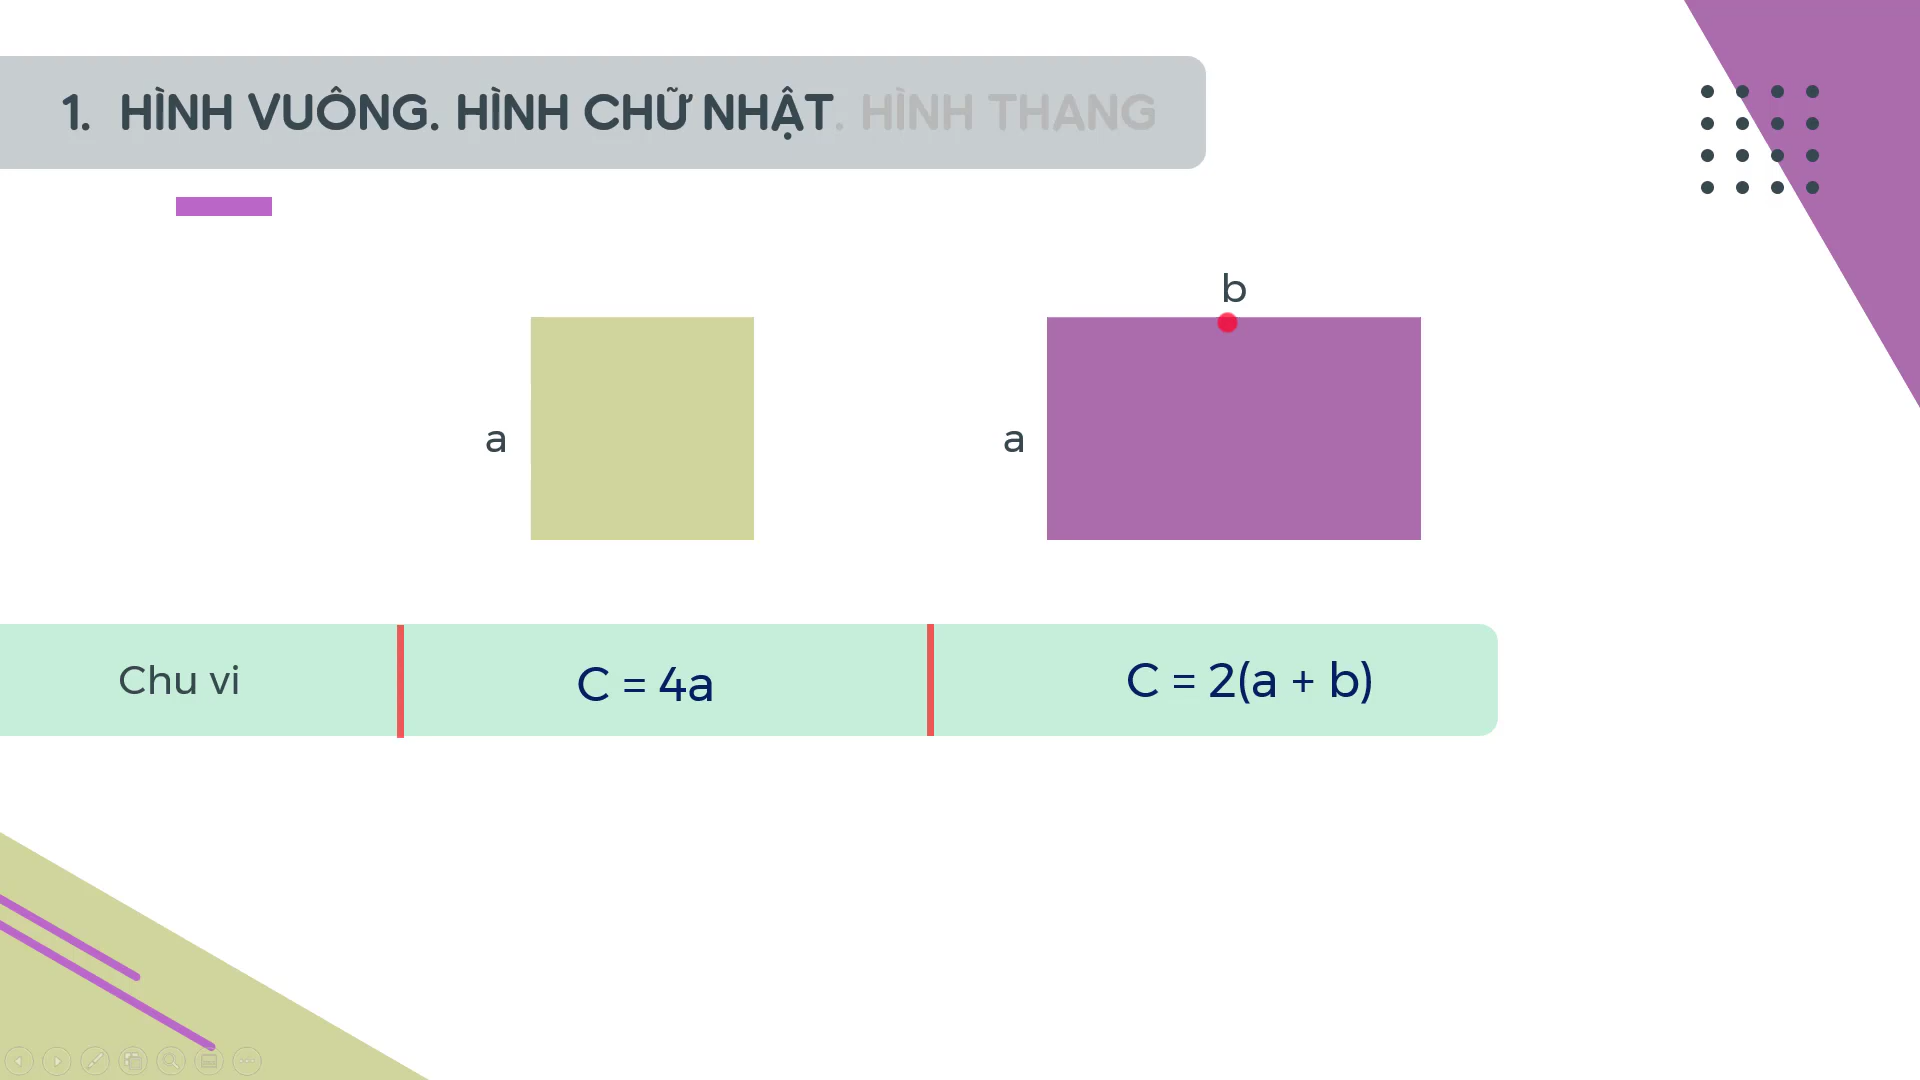 1. HÌNH VUÔNG. HÌNH CHỮ NHẬT. HÌNH THANG
b
a
a
Chu vi
C = 4a
C = 2(a + b)